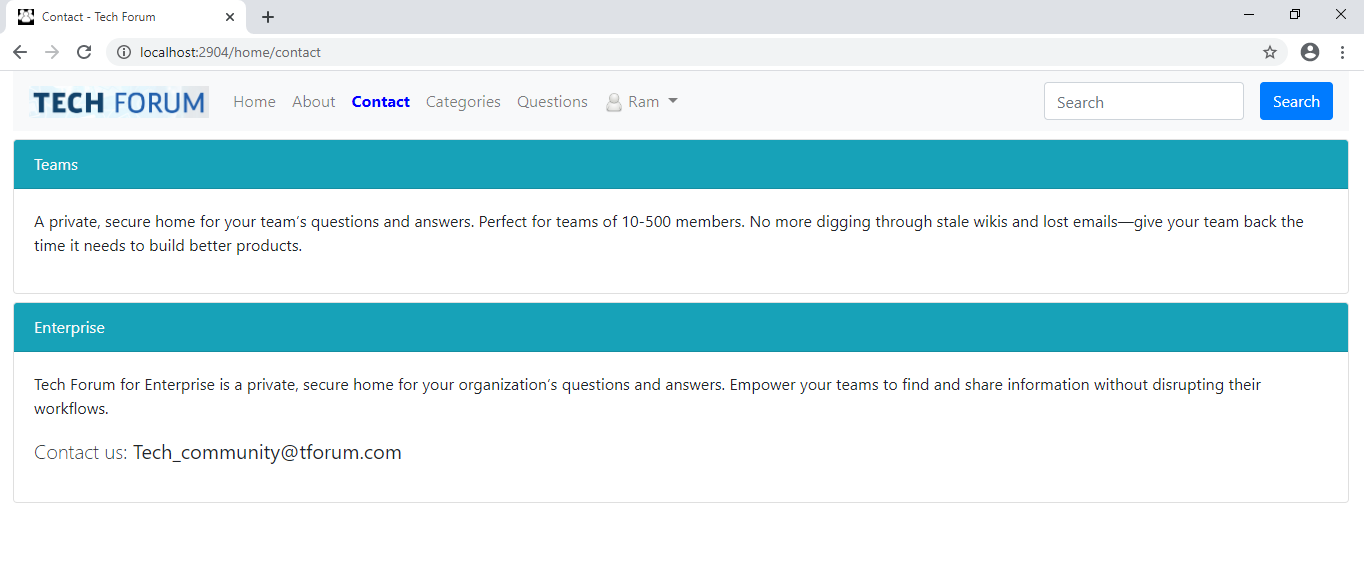 Contact - Tech Forum
localhost:2904/home/contact
TECH FORUM Home About Contact Categories Questions Ram Search Search
Teams
A private, secure home for your team's questions and answers. Perfect for teams of 10-500 members. No more digging through stale wikis and lost emails—give your team back the
time it needs to build better products.
Enterprise
Tech Forum for Enterprise is a private, secure home for your organization's questions and answers. Empower your teams to find and share information without disrupting their
workflows.
Contact us: Tech_community@tforum.com